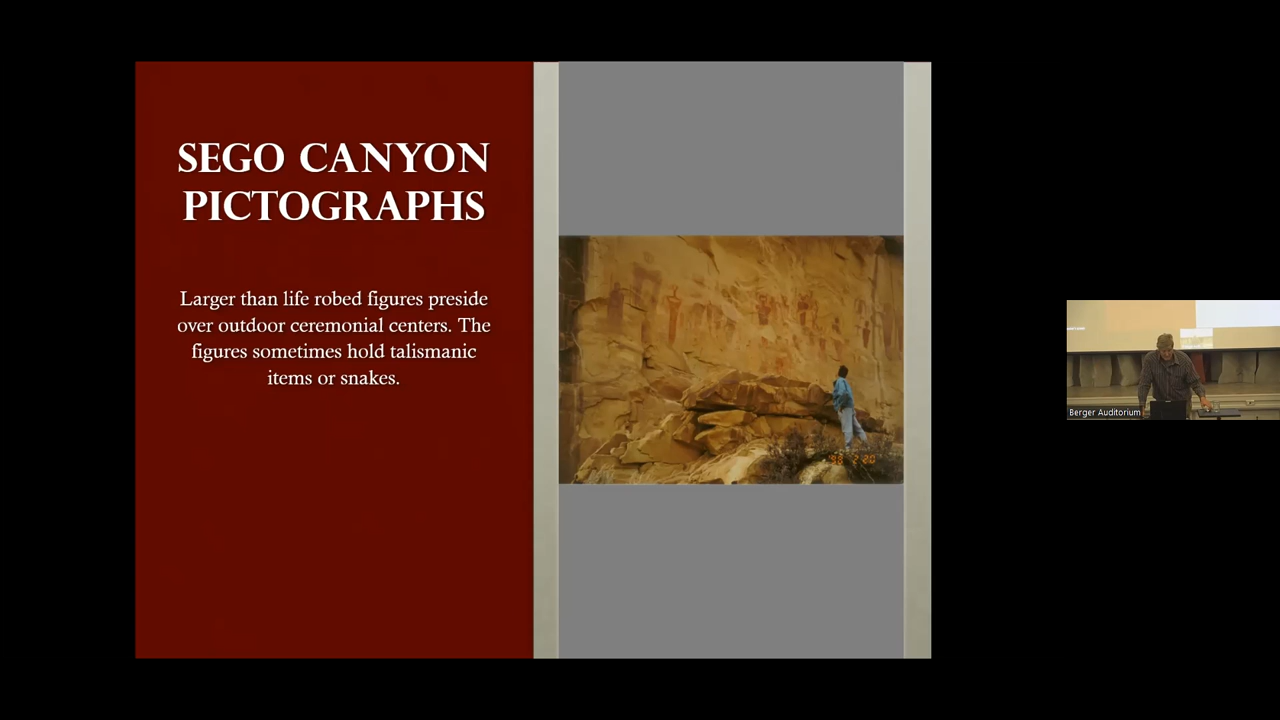 SEGO CANYON
PICTOGRAPHS
Larger than life robed figures preside
over outdoor ceremonial centers. The
figures sometimes hold talismanic
items or snakes.
Berger Auditorium